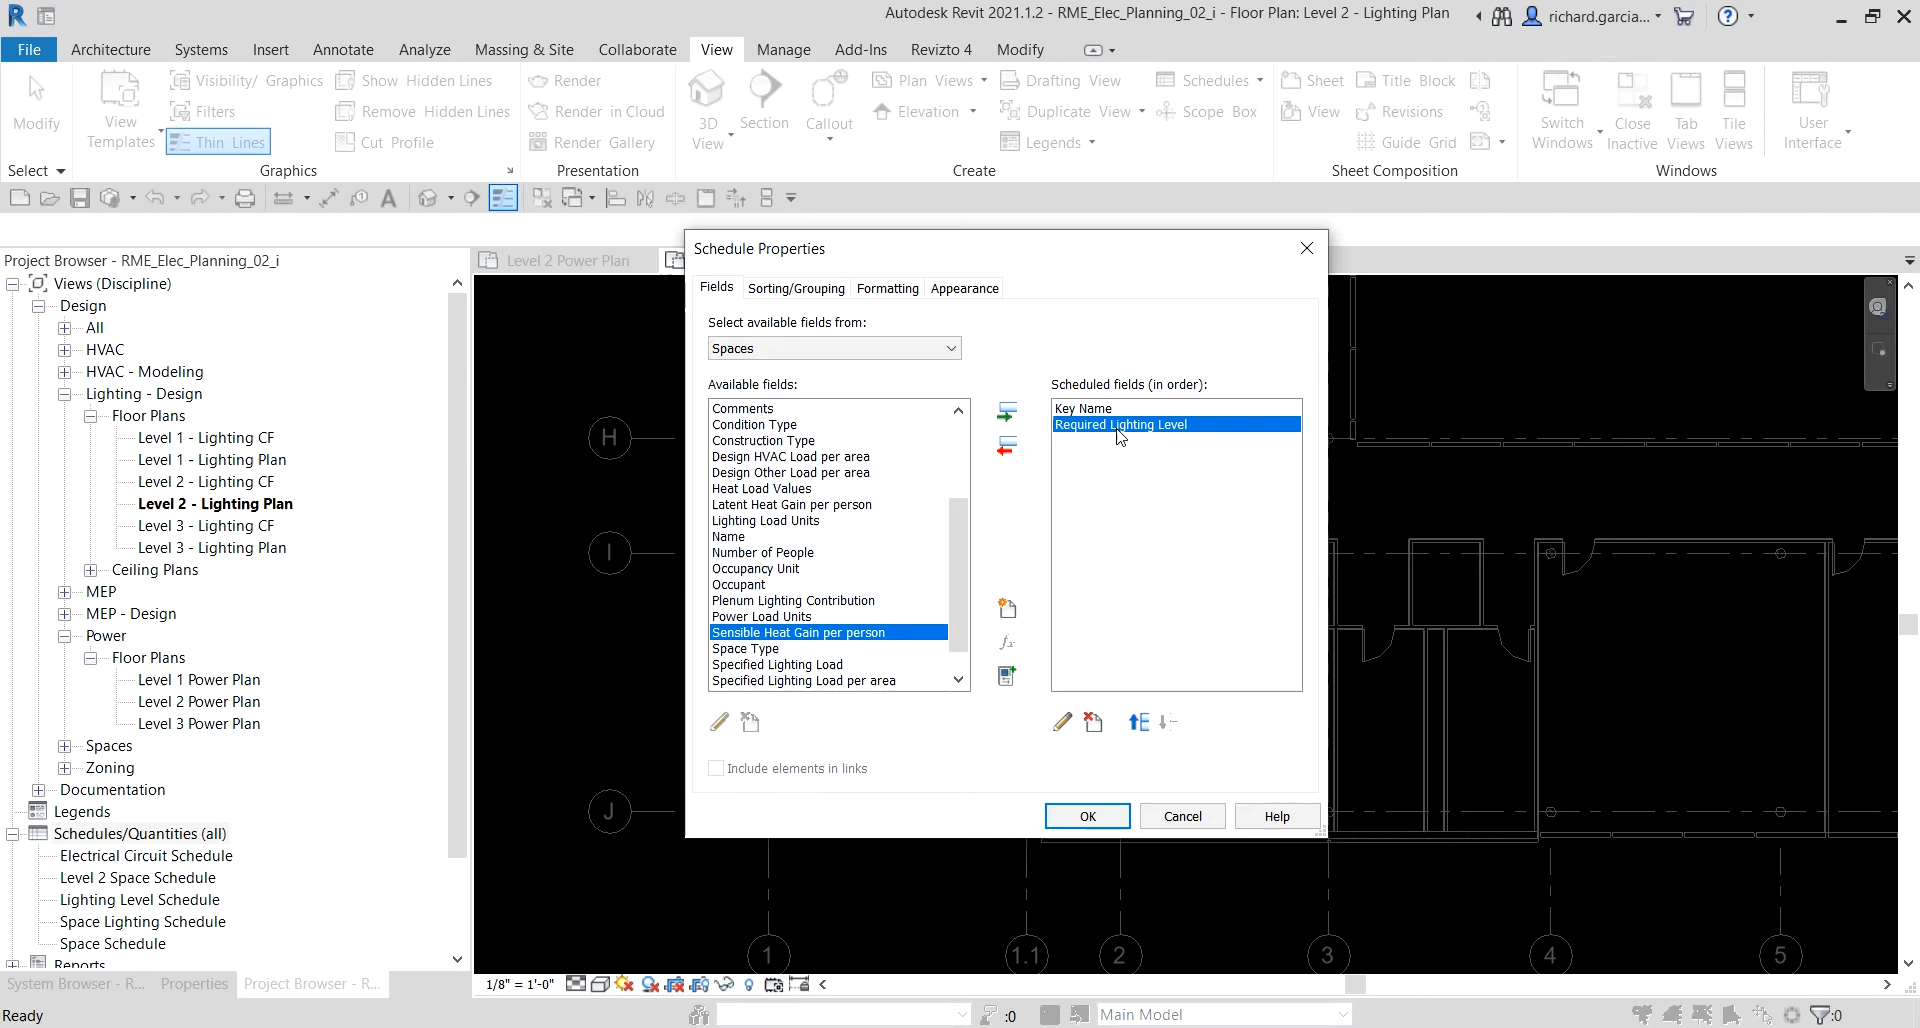 Autodesk Revit 2021.1.2 - RME_Elec_Planning_02_i - Floor Plan: Level 2 - Lighting Plan
richard.garcia...
File Architecture Systems Insert Annotate Analyze Massing & Site Collaborate View Manage Add-Ins Revizto 4 Modify
Modify
View Templates
Visibility/ Graphics
Filters
Thin Lines
Show Hidden Lines
Remove Hidden Lines
Cut Profile
Render
Render in Cloud
Render Gallery
3D View
Section
Callout
Plan Views
Elevation
Drafting View
Duplicate View
Legends
Schedules
Scope Box
Sheet
View
Title Block
Revisions
Guide Grid
Switch Windows
Close Inactive
Tab Views
Tile Views
User Interface
Select Graphics Presentation Create Sheet Composition Windows
Project Browser - RME_Elec_Planning_02_i
Views (Discipline)
Design
All
HVAC
HVAC - Modeling
Lighting - Design
Floor Plans
Level 1 - Lighting CF
Level 1 - Lighting Plan
Level 2 - Lighting CF
Level 2 - Lighting Plan
Level 3 - Lighting CF
Level 3 - Lighting Plan
Ceiling Plans
MEP
MEP - Design
Power
Floor Plans
Level 1 Power Plan
Level 2 Power Plan
Level 3 Power Plan
Spaces
Zoning
Documentation
Legends
Schedules/Quantities (all)
Electrical Circuit Schedule
Level 2 Space Schedule
Lighting Level Schedule
Space Lighting Schedule
Space Schedule
Reports
System Browser - R... Properties Project Browser - R...
Level 2 Power Plan
Schedule Properties
Fields Sorting/Grouping Formatting Appearance
Select available fields from:
Spaces
Available fields:
Comments
Condition Type
Construction Type
Design HVAC Load per area
Design Other Load per area
Heat Load Values
Latent Heat Gain per person
Lighting Load Units
Name
Number of People
Occupancy Unit
Occupant
Plenum Lighting Contribution
Power Load Units
Sensible Heat Gain per person
Space Type
Specified Lighting Load
Specified Lighting Load per area
Scheduled fields (in order):
Key Name
Required Lighting Level
Include elements in links
OK Cancel Help
H
I
J
1 1.1 2 3 4 5
1/8" = 1'-0"
Ready
:0
Main Model
:0